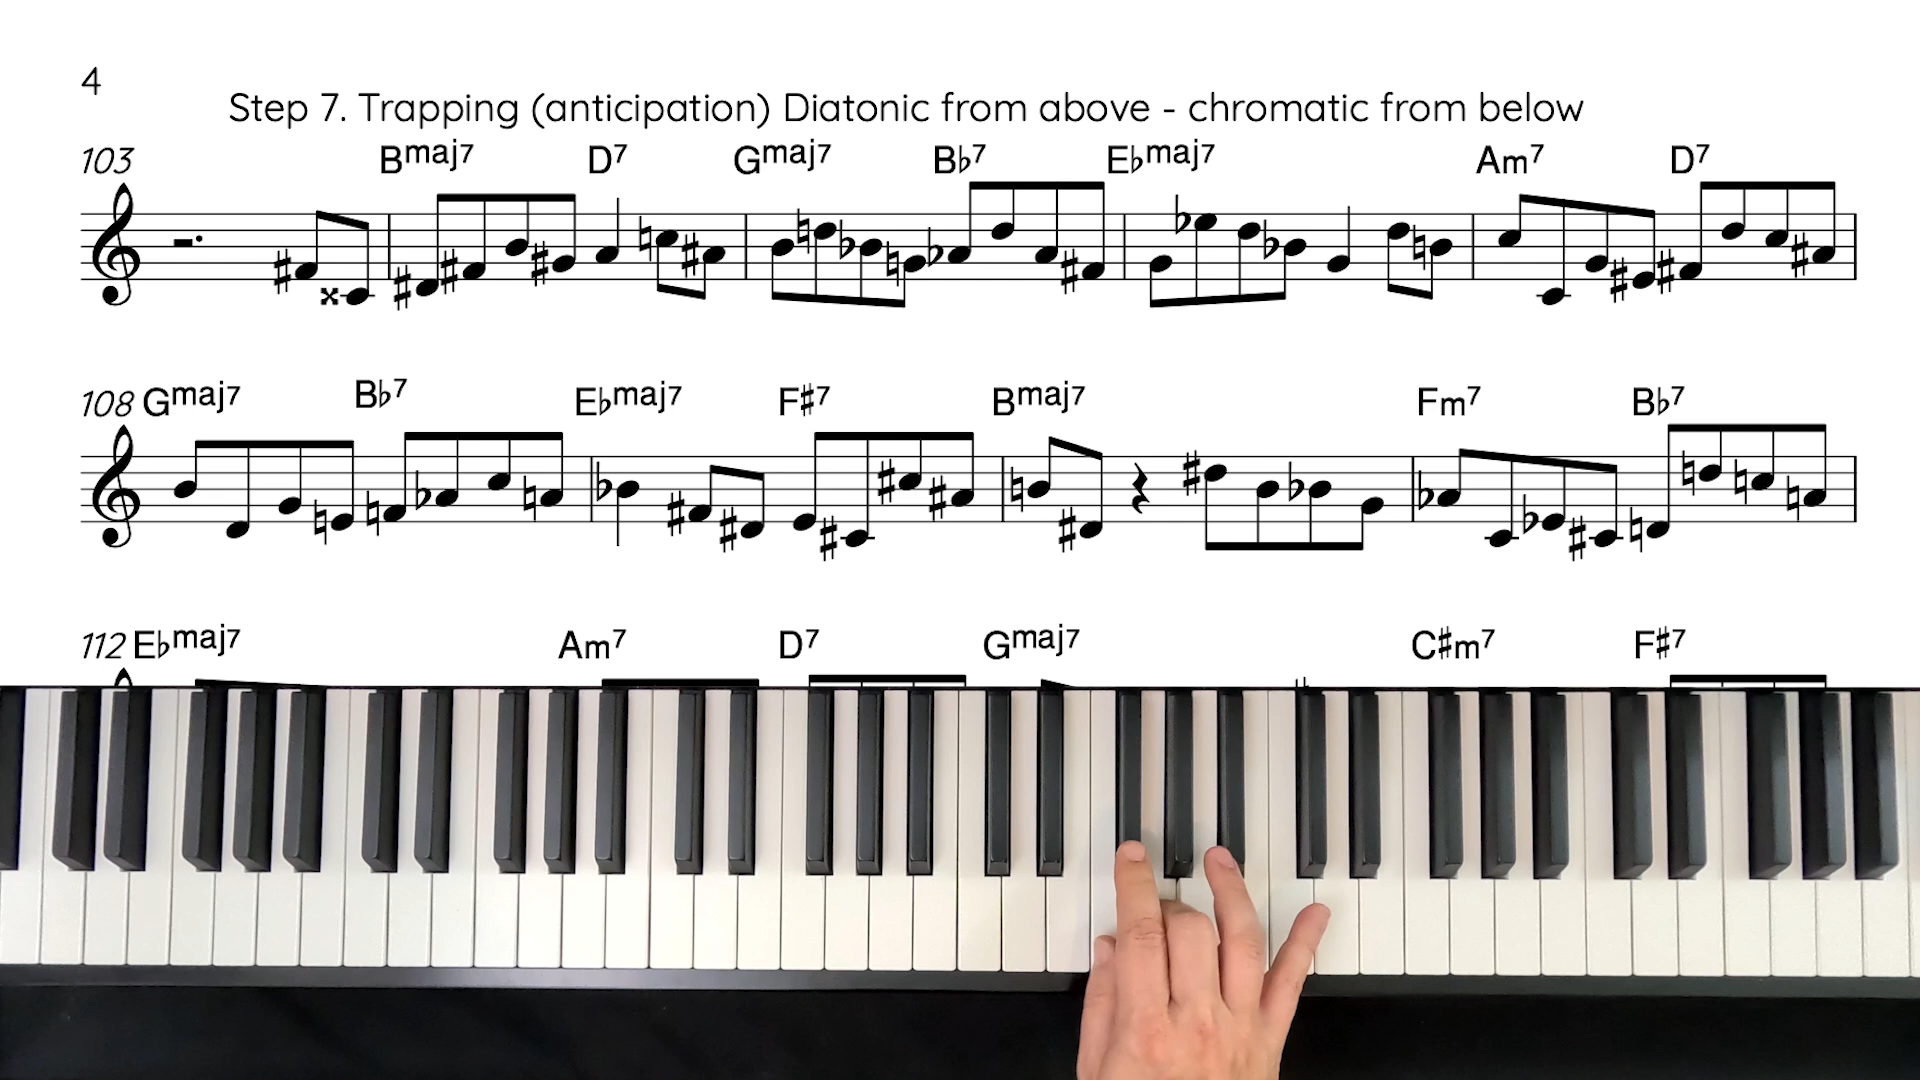 4
Step 7. Trapping (anticipation) Diatonic from above - chromatic from below
103 Bmaj7 D7 Gmaj7 B♭7 E♭maj7 Am7 D7
108 Gmaj7 B♭7 E♭maj7 F♯7 Bmaj7 Fm7 B♭7
112 E♭maj7 Am7 D7 Gmaj7 C♯m7 F♯7